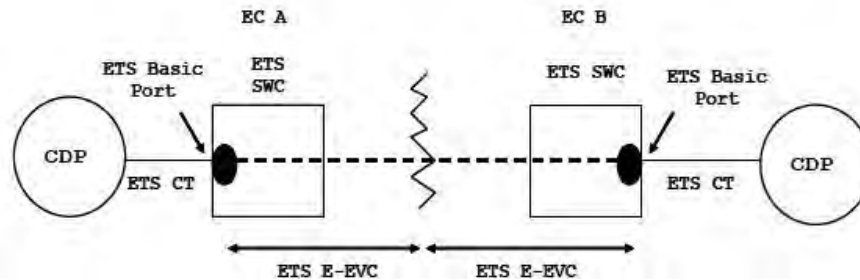 EC A
EC B
ETS Basic
Port
ETS
SWC
ETS SWC
ETS Basic
Port
CDP
ETS CT
ETS CT
CDP
ETS E-EVC
ETS E-EVC